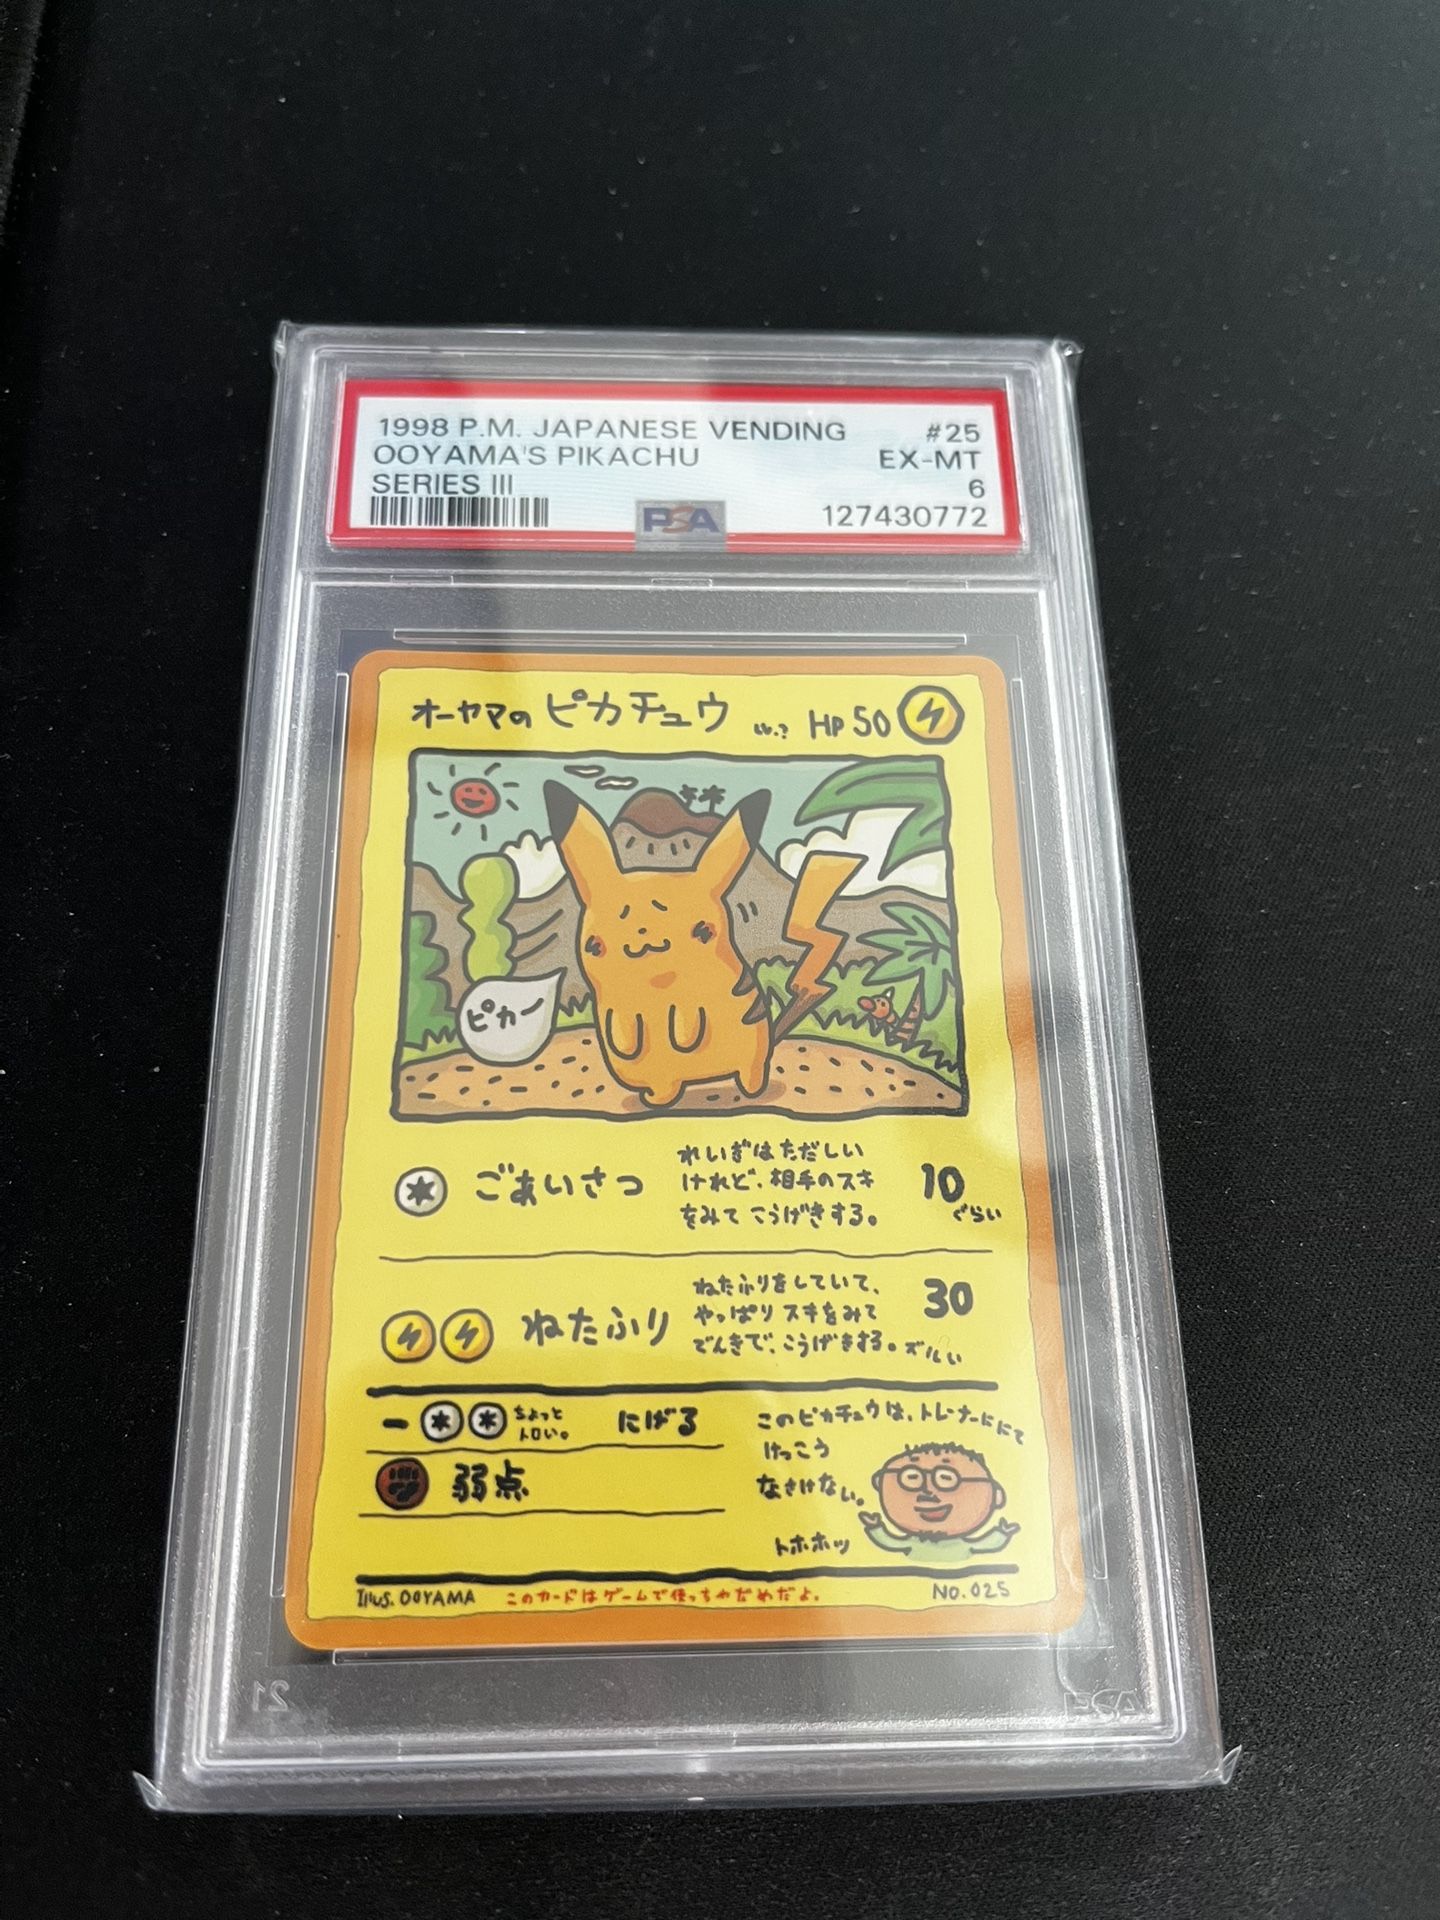 1998 P.M. JAPANESE VENDING #25
OOYAMA'S PIKACHU EX-MT
SERIES III 6
PSA 127430772
オーヤマの ピカチュウ LV.? HP50
ピカー
ごあいさつ
れいぎはただしい
けれど、相手のスキ
をみて こうげきする。
10
ぐらい
ねたふり
ねたふりをしていて、
やっぱり スキをみて
でんきで、こうげきする。ズルい
30
ー ちょっと
トロい。
にげる
弱点
このピカチュウは、トレーナーににて
けっこう
なさけない。
トホホッ
Illus. OOYAMA このカードはゲームで使っちゃだめだよ。 NO.025
21
PSA